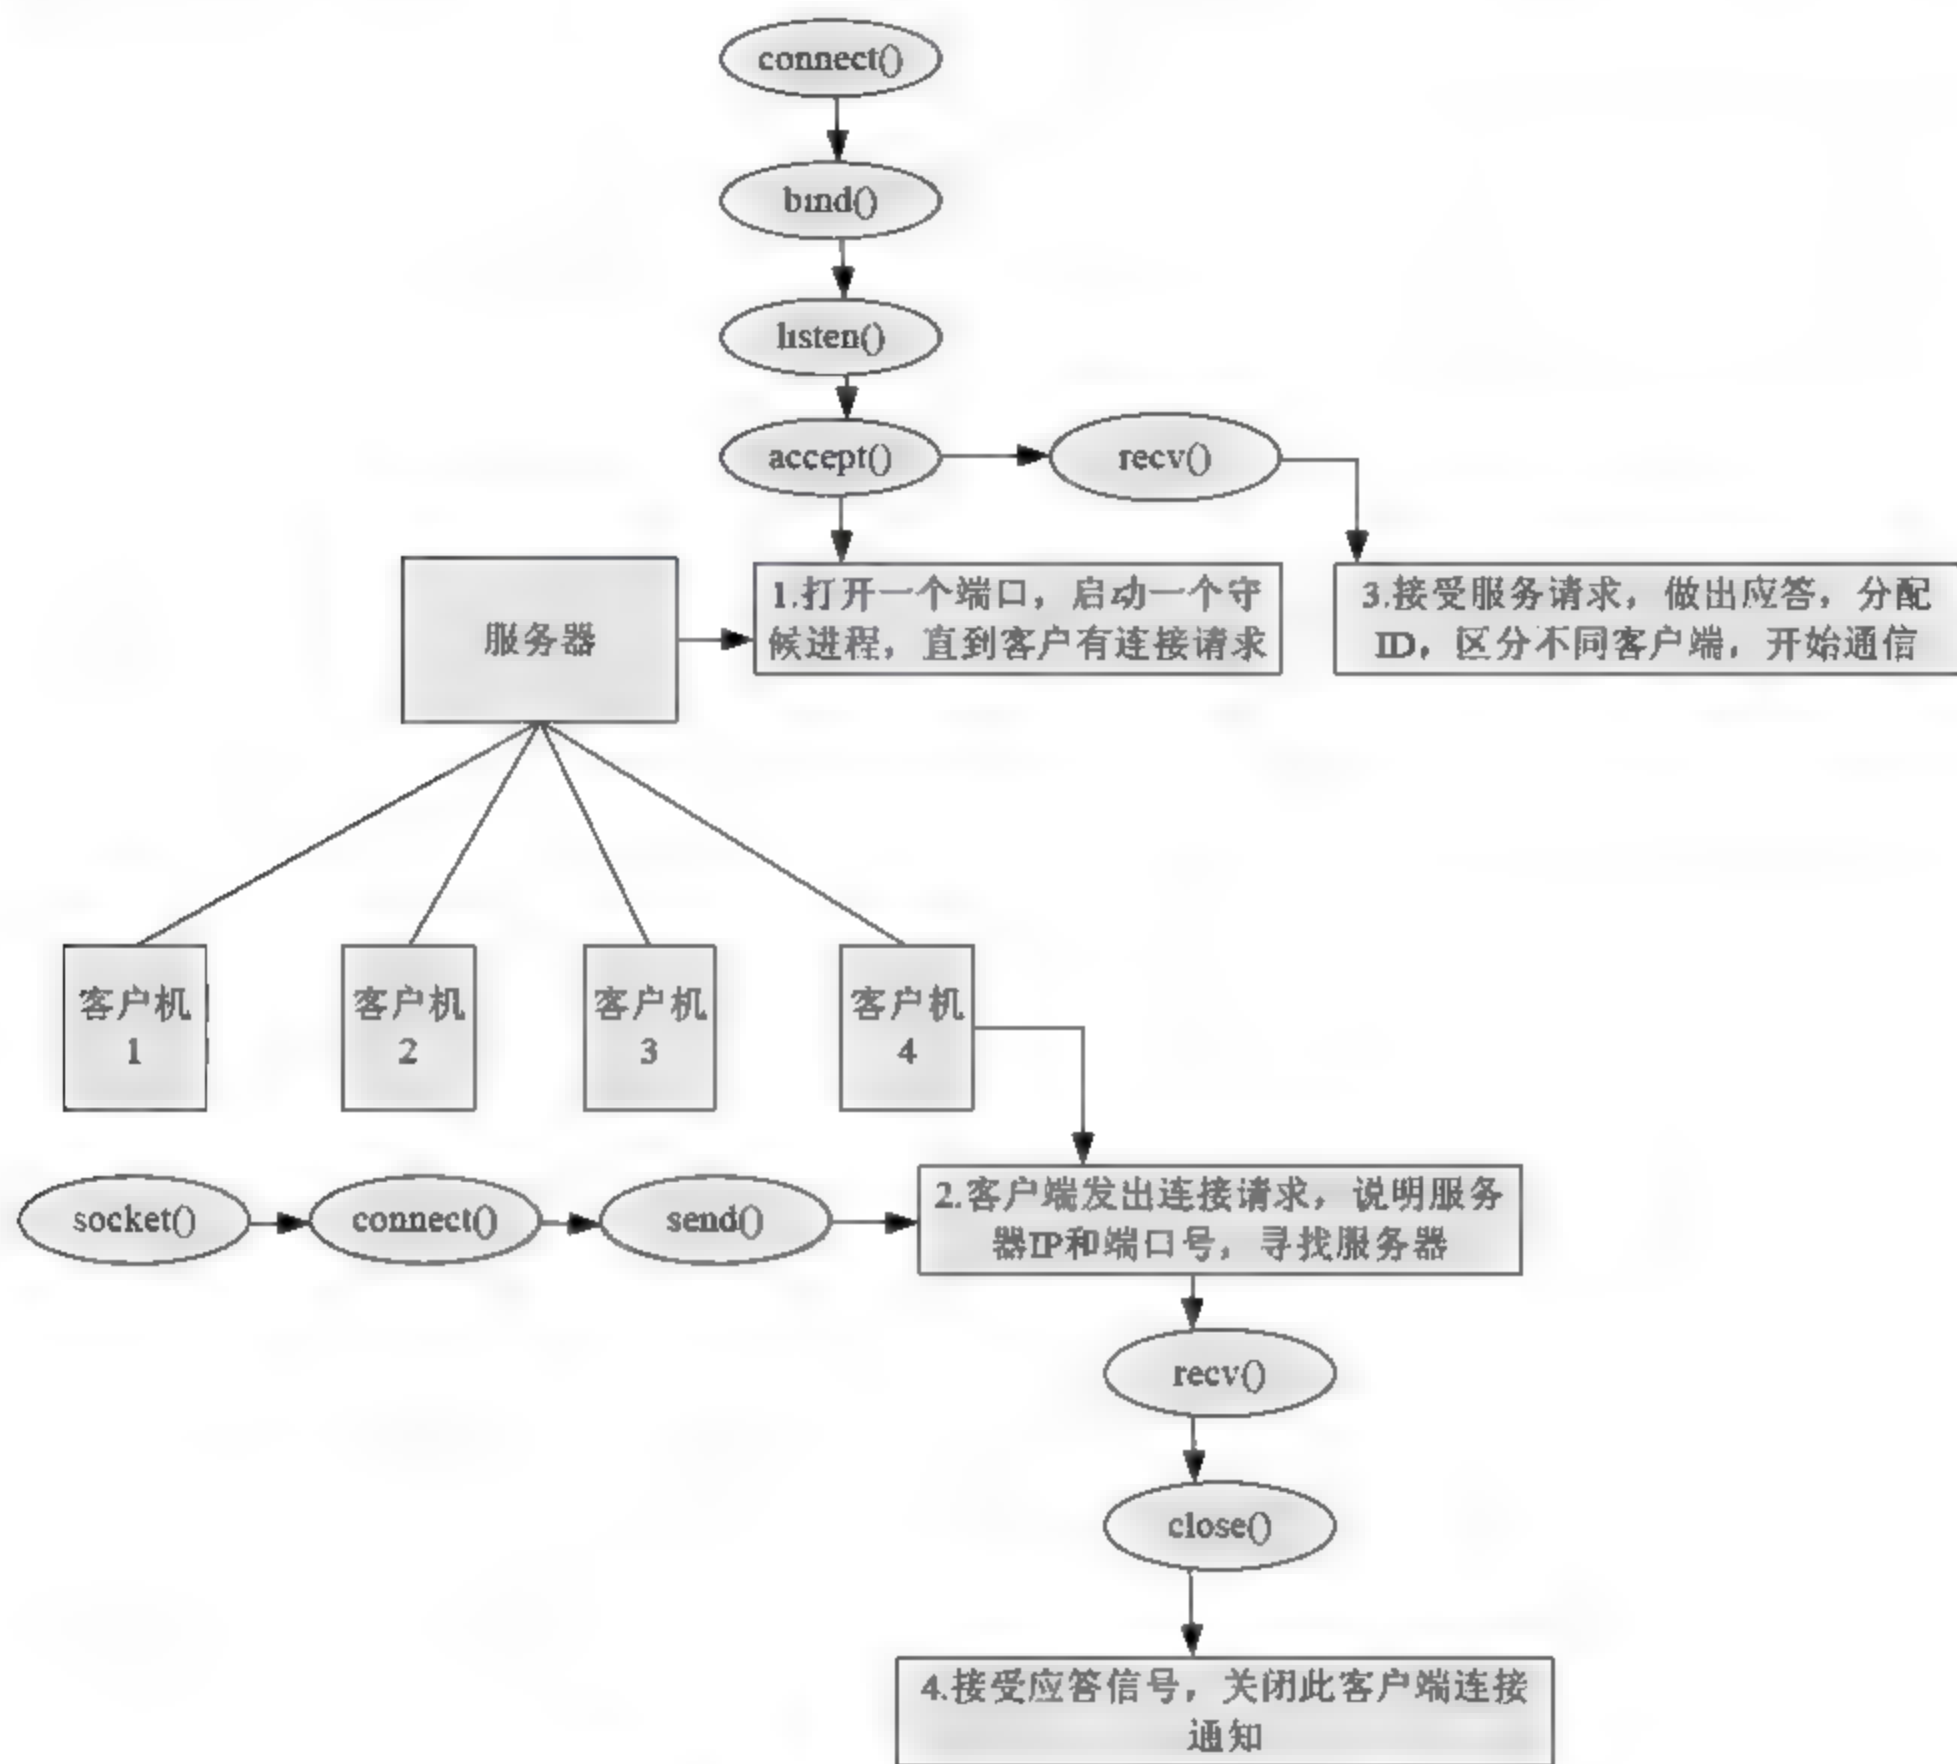 connect()
bind()
listen()
accept()
recv()
服务器
1.打开一个端口，启动一个守
候进程，直到客户有连接请求
3.接受服务请求，做出应答，分配
ID，区分不同客户端，开始通信
客户机
1
客户机
2
客户机
3
客户机
4
socket()
connect()
send()
2.客户端发出连接请求，说明服务
器IP和端口号，寻找服务器
recv()
close()
4.接受应答信号，关闭此客户端连接
通知